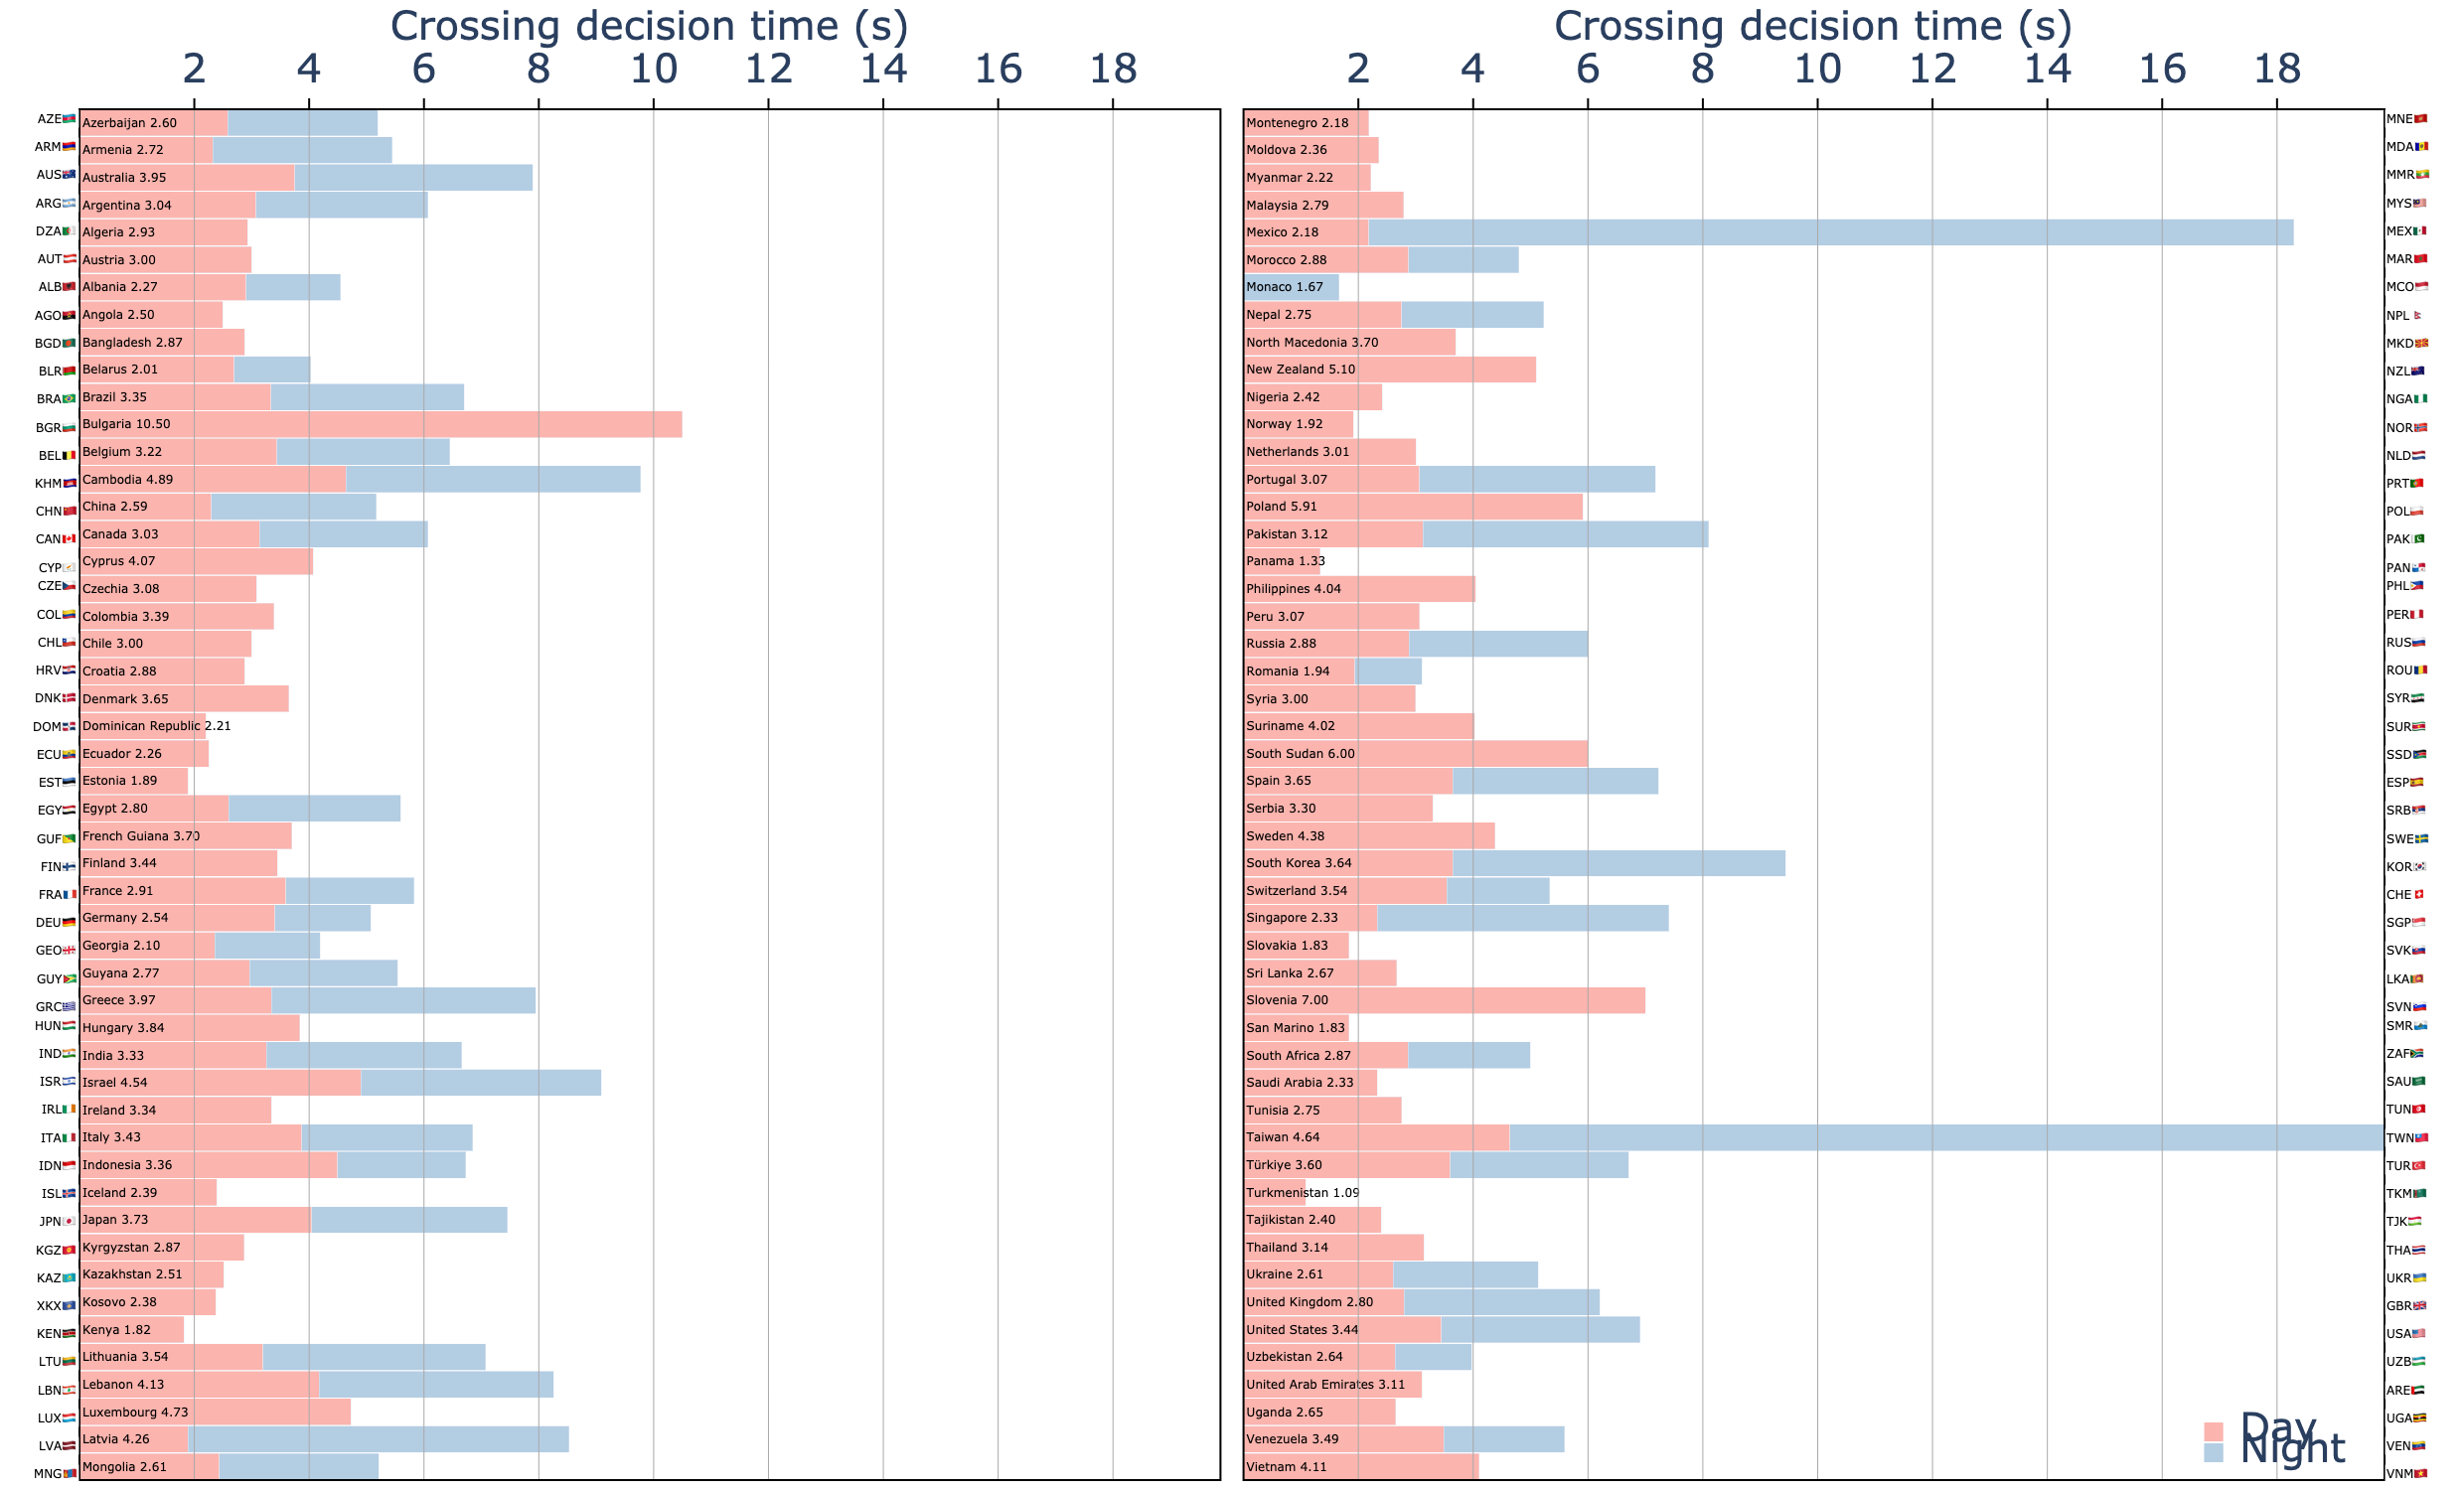 Crossing decision time (s)
2 4 6 8 10 12 14 16 18
AZE Azerbaijan 2.60
ARM Armenia 2.72
AUS Australia 3.95
ARG Argentina 3.04
DZA Algeria 2.93
AUT Austria 3.00
ALB Albania 2.27
AGO Angola 2.50
BGD Bangladesh 2.87
BLR Belarus 2.01
BRA Brazil 3.35
BGR Bulgaria 10.50
BEL Belgium 3.22
KHM Cambodia 4.89
CHN China 2.59
CAN Canada 3.03
CYP Cyprus 4.07
CZE Czechia 3.08
COL Colombia 3.39
CHL Chile 3.00
HRV Croatia 2.88
DNK Denmark 3.65
DOM Dominican Republic 2.21
ECU Ecuador 2.26
EST Estonia 1.89
EGY Egypt 2.80
GUF French Guiana 3.70
FIN Finland 3.44
FRA France 2.91
DEU Germany 2.54
GEO Georgia 2.10
GUY Guyana 2.77
GRC Greece 3.97
HUN Hungary 3.84
IND India 3.33
ISR Israel 4.54
IRL Ireland 3.34
ITA Italy 3.43
IDN Indonesia 3.36
ISL Iceland 2.39
JPN Japan 3.73
KGZ Kyrgyzstan 2.87
KAZ Kazakhstan 2.51
XKX Kosovo 2.38
KEN Kenya 1.82
LTU Lithuania 3.54
LBN Lebanon 4.13
LUX Luxembourg 4.73
LVA Latvia 4.26
MNG Mongolia 2.61
Crossing decision time (s)
2 4 6 8 10 12 14 16 18
Montenegro 2.18 MNE
Moldova 2.36 MDA
Myanmar 2.22 MMR
Malaysia 2.79 MYS
Mexico 2.18 MEX
Morocco 2.88 MAR
Monaco 1.67 MCO
Nepal 2.75 NPL
North Macedonia 3.70 MKD
New Zealand 5.10 NZL
Nigeria 2.42 NGA
Norway 1.92 NOR
Netherlands 3.01 NLD
Portugal 3.07 PRT
Poland 5.91 POL
Pakistan 3.12 PAK
Panama 1.33 PAN
Philippines 4.04 PHL
Peru 3.07 PER
Russia 2.88 RUS
Romania 1.94 ROU
Syria 3.00 SYR
Suriname 4.02 SUR
South Sudan 6.00 SSD
Spain 3.65 ESP
Serbia 3.30 SRB
Sweden 4.38 SWE
South Korea 3.64 KOR
Switzerland 3.54 CHE
Singapore 2.33 SGP
Slovakia 1.83 SVK
Sri Lanka 2.67 LKA
Slovenia 7.00 SVN
San Marino 1.83 SMR
South Africa 2.87 ZAF
Saudi Arabia 2.33 SAU
Tunisia 2.75 TUN
Taiwan 4.64 TWN
Türkiye 3.60 TUR
Turkmenistan 1.09 TKM
Tajikistan 2.40 TJK
Thailand 3.14 THA
Ukraine 2.61 UKR
United Kingdom 2.80 GBR
United States 3.44 USA
Uzbekistan 2.64 UZB
United Arab Emirates 3.11 ARE
Uganda 2.65 UGA
Venezuela 3.49 VEN
Vietnam 4.11 VNM
Day
Night